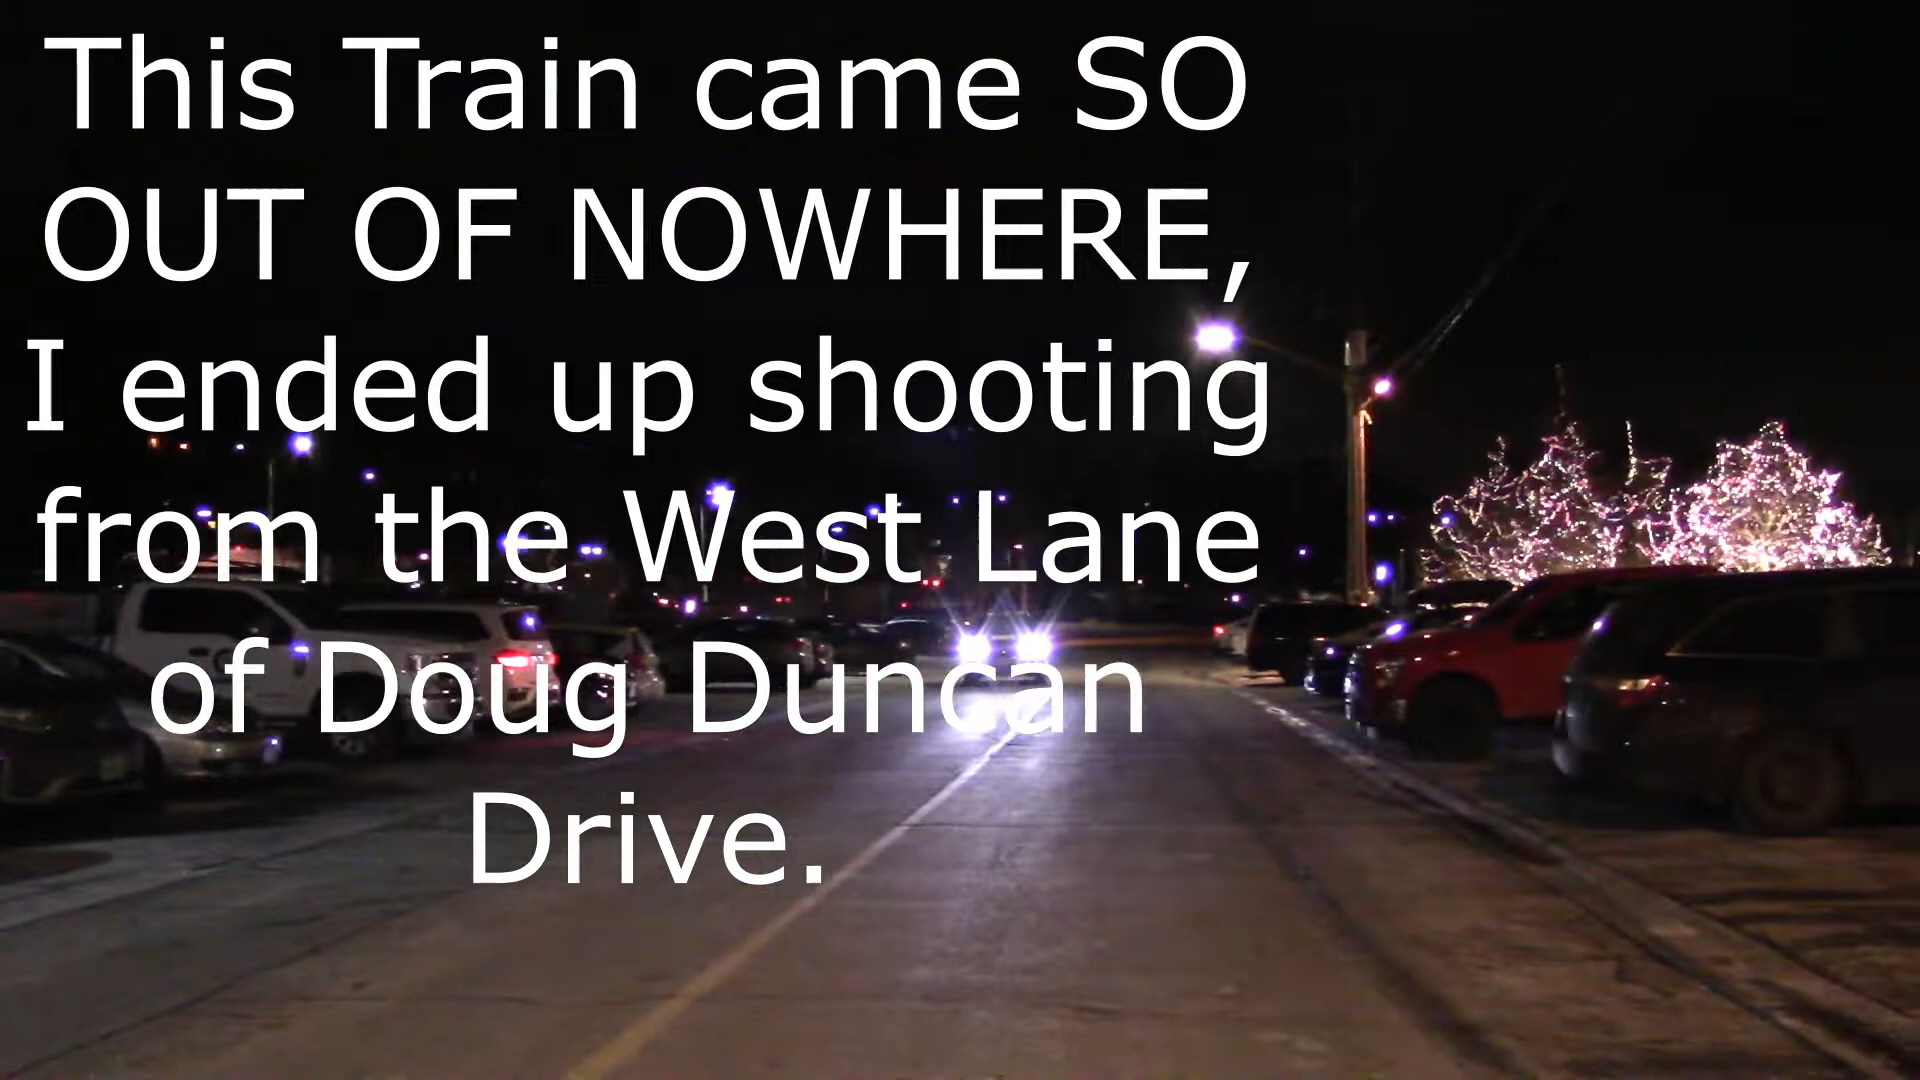 This Train came SO
OUT OF NOWHERE,
I ended up shooting
from the West Lane
of Doug Duncan
Drive.